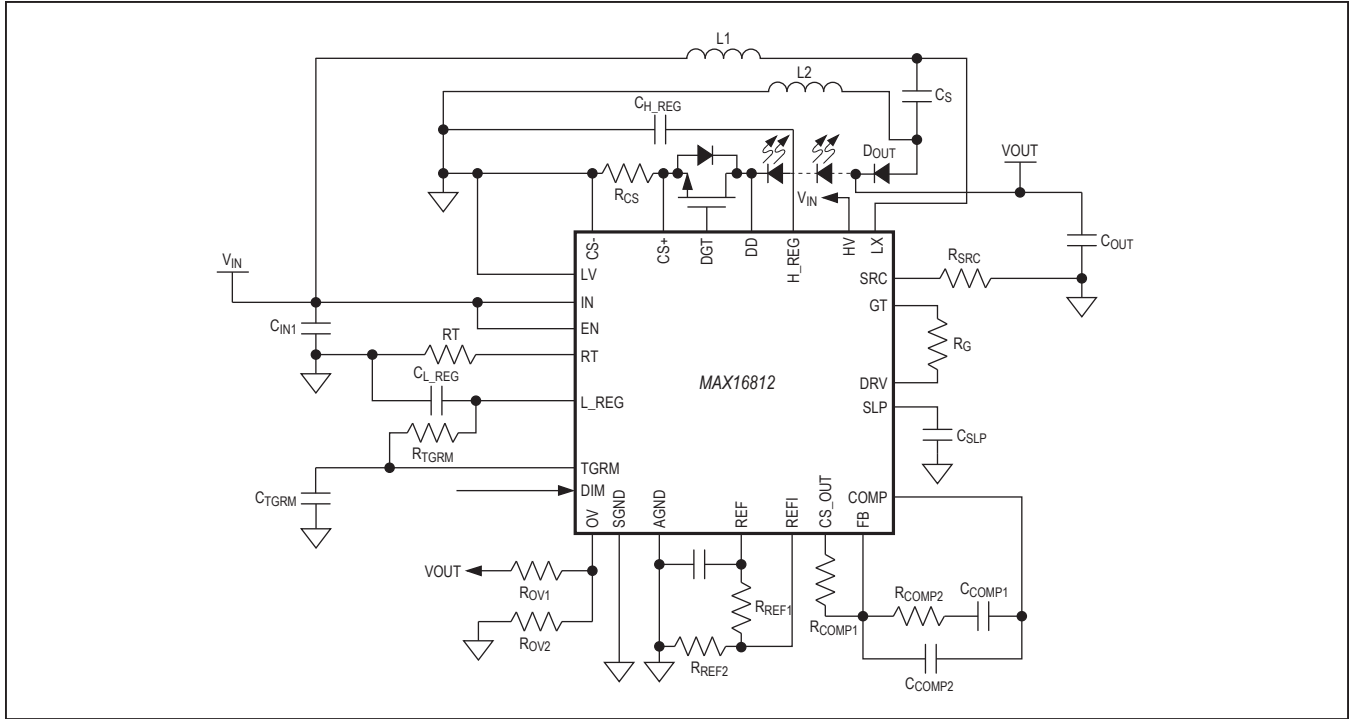 L1
L2
CS
CH_REG
DOUT
VOUT
RCS
VIN
COUT
CS-
CS+
DGT
DD
H_REG
HV
LX
VIN
LV
SRC
RSRC
IN
GT
CIN1
EN
RT
RT
RG
CL_REG
MAX16812
DRV
L_REG
SLP
RTGRM
CSLP
TGRM
CTGRM
DIM
COMP
OV
SGND
AGND
REF
REFI
CS_OUT
FB
VOUT
ROV1
RREF1
RCOMP2
CCOMP1
ROV2
RCOMP1
RREF2
CCOMP2